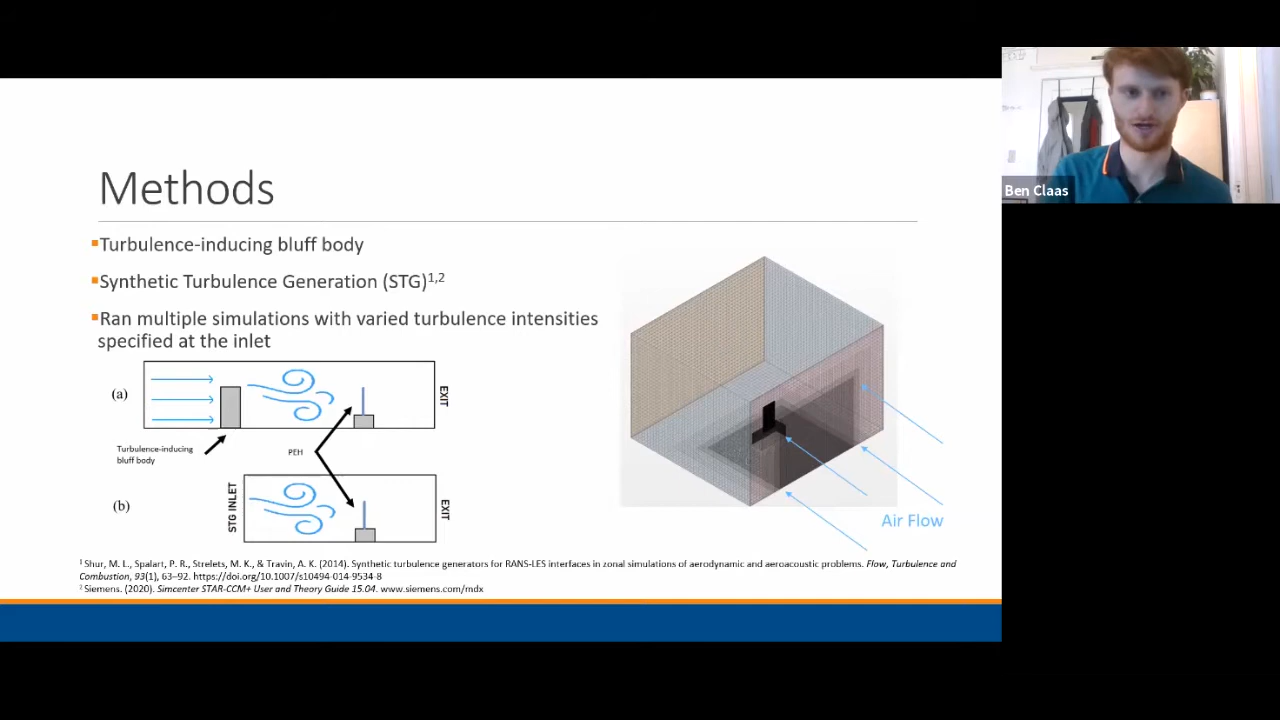 Methods
▪Turbulence-inducing bluff body
▪Synthetic Turbulence Generation (STG)1,2
▪Ran multiple simulations with varied turbulence intensities
specified at the inlet
(a)
EXIT
Turbulence-inducing
bluff body
PEH
(b)
STG INLET
EXIT
Air Flow
1 Shur, M. L., Spalart, P. R., Strelets, M. K., & Travin, A. K. (2014). Synthetic turbulence generators for RANS-LES interfaces in zonal simulations of aerodynamic and aeroacoustic problems. Flow, Turbulence and
Combustion, 93(1), 63–92. https://doi.org/10.1007/s10494-014-9534-8
2 Siemens. (2020). Simcenter STAR-CCM+ User and Theory Guide 15.04. www.siemens.com/mdx
Ben Claas